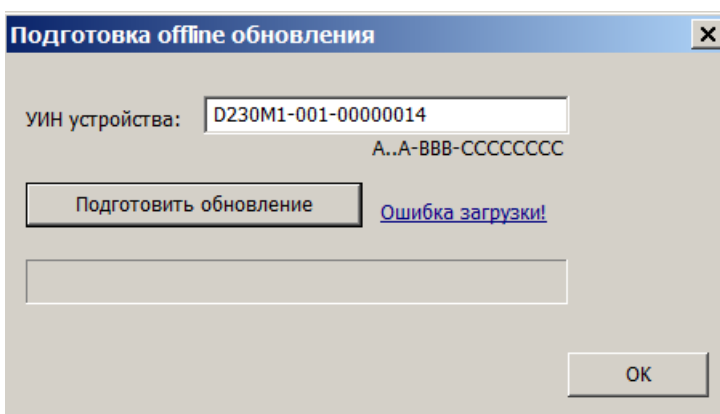 Подготовка offline обновления
УИН устройства: D230M1-001-00000014
A..A-BBB-CCCCCCCC
Подготовить обновление Ошибка загрузки!
OK